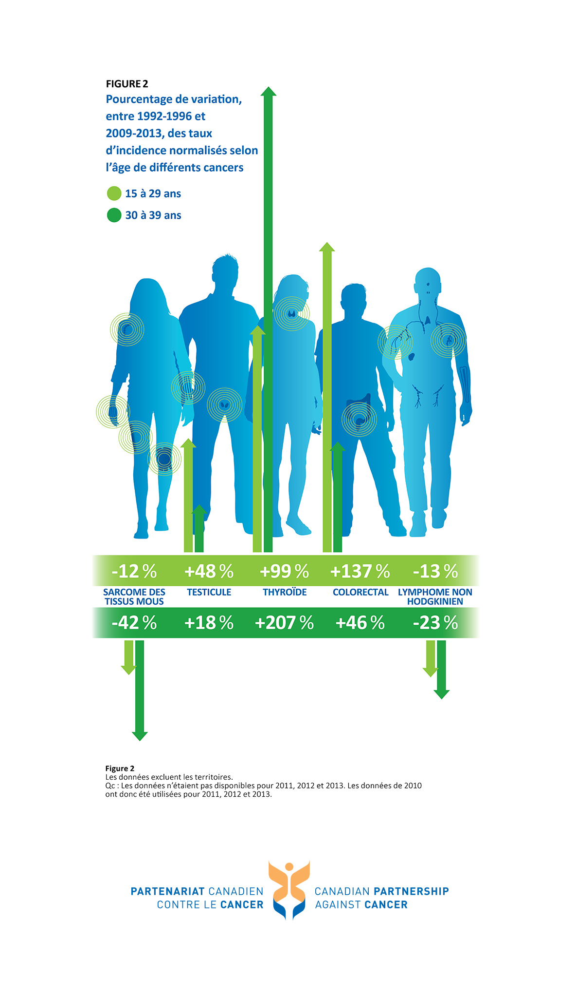 FIGURE 2
Pourcentage de variation,
entre 1992-1996 et
2009-2013, des taux
d’incidence normalisés selon
l’âge de différents cancers
15 à 29 ans
30 à 39 ans
-12 % +48 % +99 % +137 % -13 %
SARCOME DES TESTICULE THYROÏDE COLORECTAL LYMPHOME NON
TISSUS MOUS HODGKINIEN
-42 % +18 % +207 % +46 % -23 %
Figure 2
Les données excluent les territoires.
Qc : Les données n’étaient pas disponibles pour 2011, 2012 et 2013. Les données de 2010
ont donc été utilisées pour 2011, 2012 et 2013.
PARTENARIAT CANADIEN
CONTRE LE CANCER
CANADIAN PARTNERSHIP
AGAINST CANCER